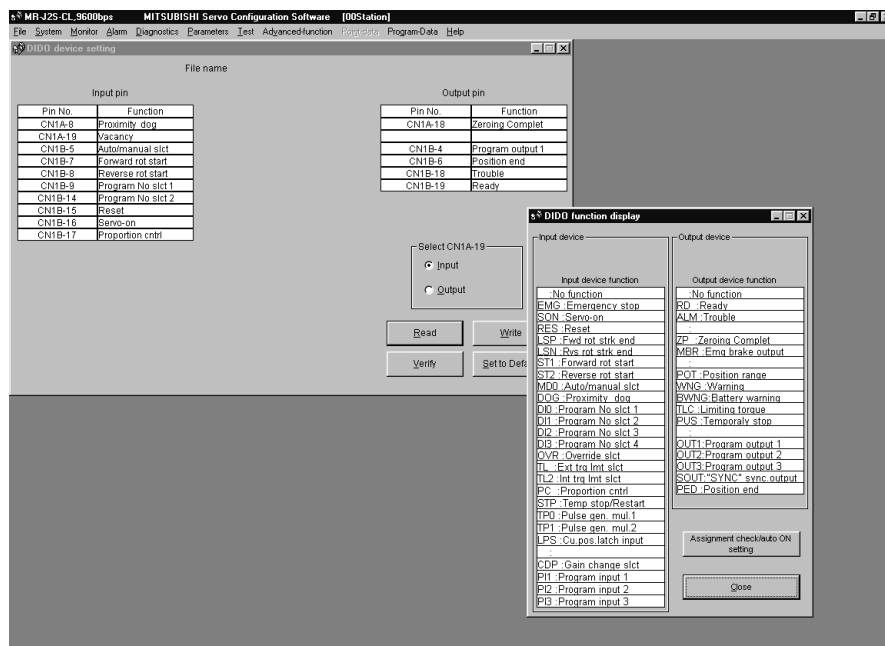 MR-J2S-CL,9600bps MITSUBISHI Servo Configuration Software [00Station]
File System Monitor Alarm Diagnostics Parameters Test Advanced-function Point-data Program-Data Help
DIDO device setting
File name
Input pin
Pin No. Function
CN1A-8 Proximity dog
CN1A-19 Vacancy
CN1B-5 Auto/manual slct
CN1B-7 Forward rot start
CN1B-8 Reverse rot start
CN1B-9 Program No slct 1
CN1B-14 Program No slct 2
CN1B-15 Reset
CN1B-16 Servo-on
CN1B-17 Proportion cntrl
Output pin
Pin No. Function
CN1A-18 Zeroing Complet
CN1B-4 Program output 1
CN1B-6 Position end
CN1B-18 Trouble
CN1B-19 Ready
Select CN1A-19
Input
Output
Read Write
Verify Set to Defa
DIDO function display
Input device
Input device function
:No function
EMG :Emergency stop
SON :Servo-on
RES :Reset
LSP :Fwd rot strk end
LSN :Rvs rot strk end
ST1 :Forward rot start
ST2 :Reverse rot start
MD0 :Auto/manual slct
DOG :Proximity dog
DI0 :Program No slct 1
DI1 :Program No slct 2
DI2 :Program No slct 3
DI3 :Program No slct 4
OVR :Override slct
TL :Ext trq lmt slct
TL2 :Int trq lmt slct
PC :Proportion cntrl
STP :Temp stop/Restart
TP0 :Pulse gen. mul.1
TP1 :Pulse gen. mul.2
LPS :Cu.pos.latch input
:
CDP :Gain change slct
PI1 :Program input 1
PI2 :Program input 2
PI3 :Program input 3
Output device
Output device function
:No function
RD :Ready
ALM :Trouble
:
ZP :Zeroing Complet
MBR :Emg brake output
:
POT :Position range
WNG :Warning
BWNG:Battery warning
TLC :Limiting torque
PUS :Temporaly stop
:
OUT1:Program output 1
OUT2:Program output 2
OUT3:Program output 3
SOUT:"SYNC" sync.output
PED :Position end
Assignment check/auto ON
setting
Close